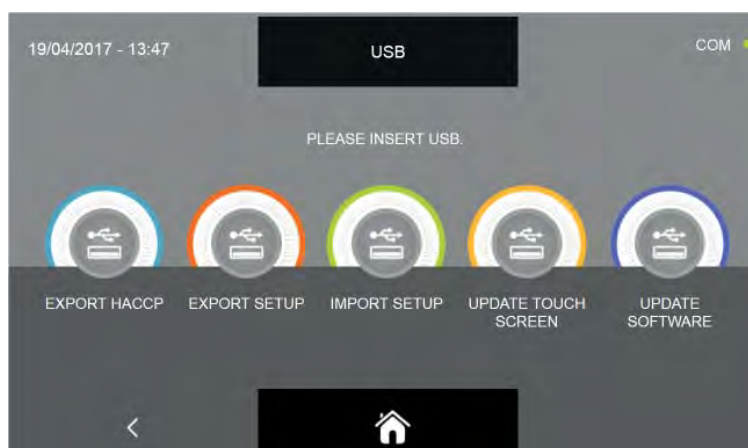 19/04/2017 - 13:47
USB
COM
PLEASE INSERT USB.
EXPORT HACCP
EXPORT SETUP
IMPORT SETUP
UPDATE TOUCH
SCREEN
UPDATE
SOFTWARE